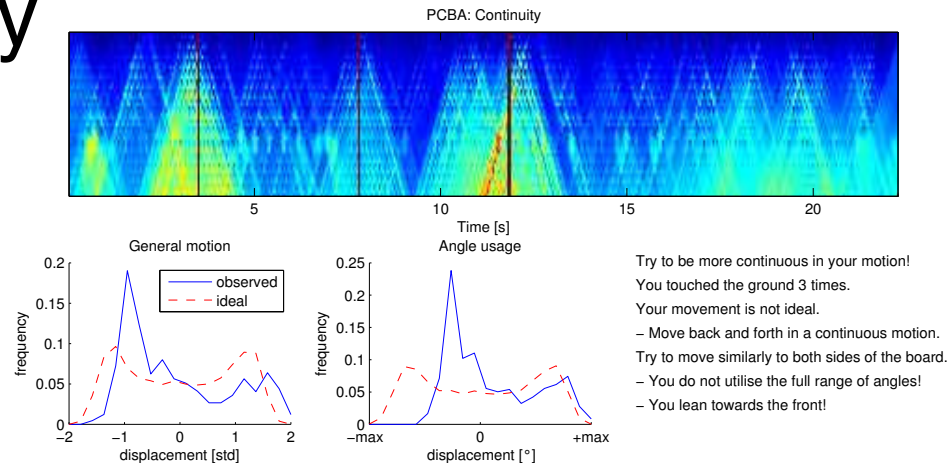 y
PCBA: Continuity
5 10 15 20
Time [s]
General motion
0.2
0.15
0.1
0.05
0
frequency
observed
ideal
−2 −1 0 1 2
displacement [std]
Angle usage
0.25
0.2
0.15
0.1
0.05
0
frequency
−max 0 +max
displacement [°]
Try to be more continuous in your motion!
You touched the ground 3 times.
Your movement is not ideal.
− Move back and forth in a continuous motion.
Try to move similarly to both sides of the board.
− You do not utilise the full range of angles!
− You lean towards the front!